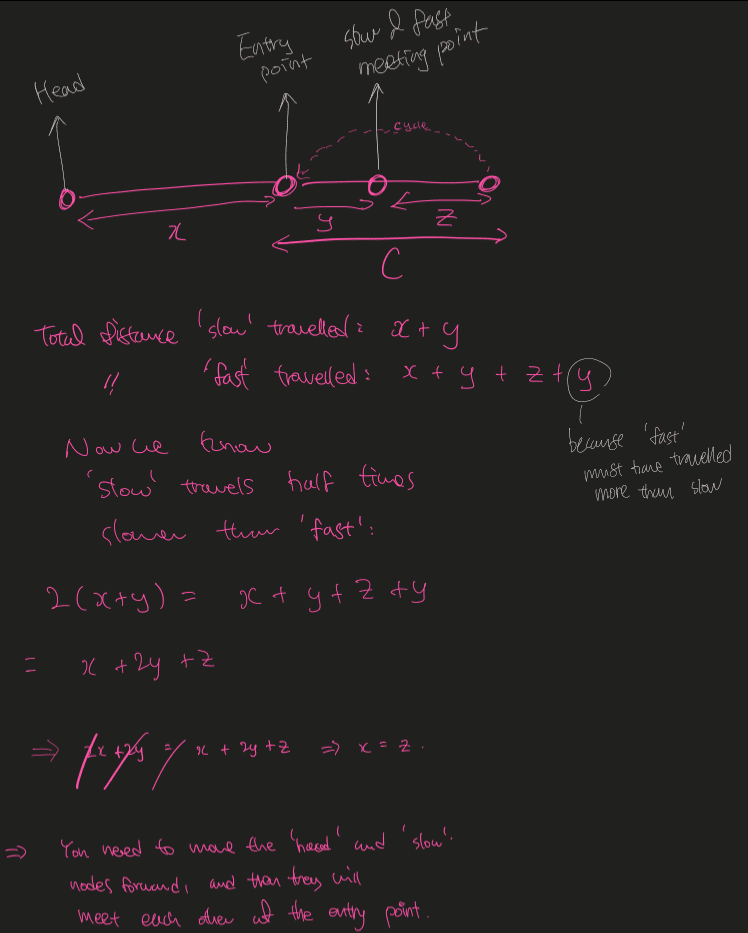 Head
Entry
point
slow & fast
meeting point
cycle
x
y
z
C
Total distance 'slow' travelled: x + y
〃 'fast' travelled: x + y + z + y
because 'fast'
must have travelled
more than slow
Now we know
'slow' travels half times
slower than 'fast':
2(x+y) = x + y + z + y
= x + 2y + z
⇒ 2x + 2y = x + 2y + z ⇒ x = z.
⇒ You need to move the 'head' and 'slow'
nodes forward, and then they will
meet each other at the entry point.